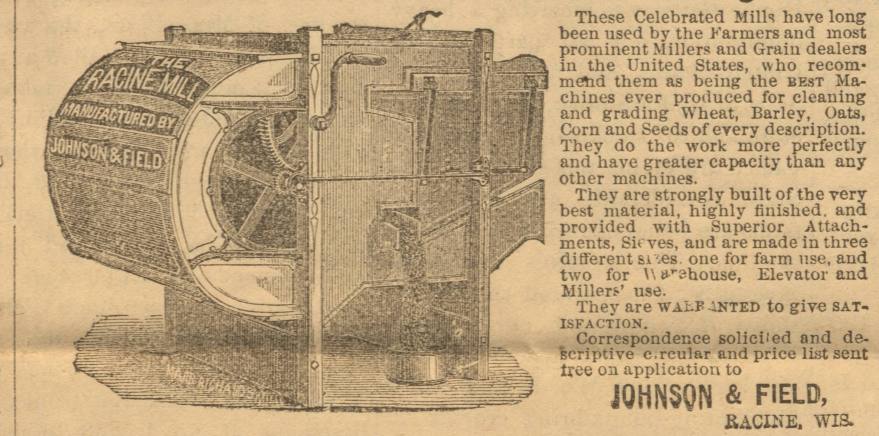 THE
RACINE MILL
MANUFACTURED BY
JOHNSON & FIELD
These Celebrated Mills have long
been used by the Farmers and most
prominent Millers and Grain dealers
in the United States, who recom-
mend them as being the BEST Ma-
chines ever produced for cleaning
and grading Wheat, Barley, Oats,
Corn and Seeds of every description.
They do the work more perfectly
and have greater capacity than any
other machines.
They are strongly built of the very
best material, highly finished, and
provided with Superior Attach-
ments, Sieves, and are made in three
different sizes, one for farm use, and
two for Warehouse, Elevator and
Millers' use.
They are WARRANTED to give SAT-
ISFACTION.
Correspondence solicited and de-
scriptive circular and price list sent
free on application to
JOHNSON & FIELD,
RACINE, WIS.